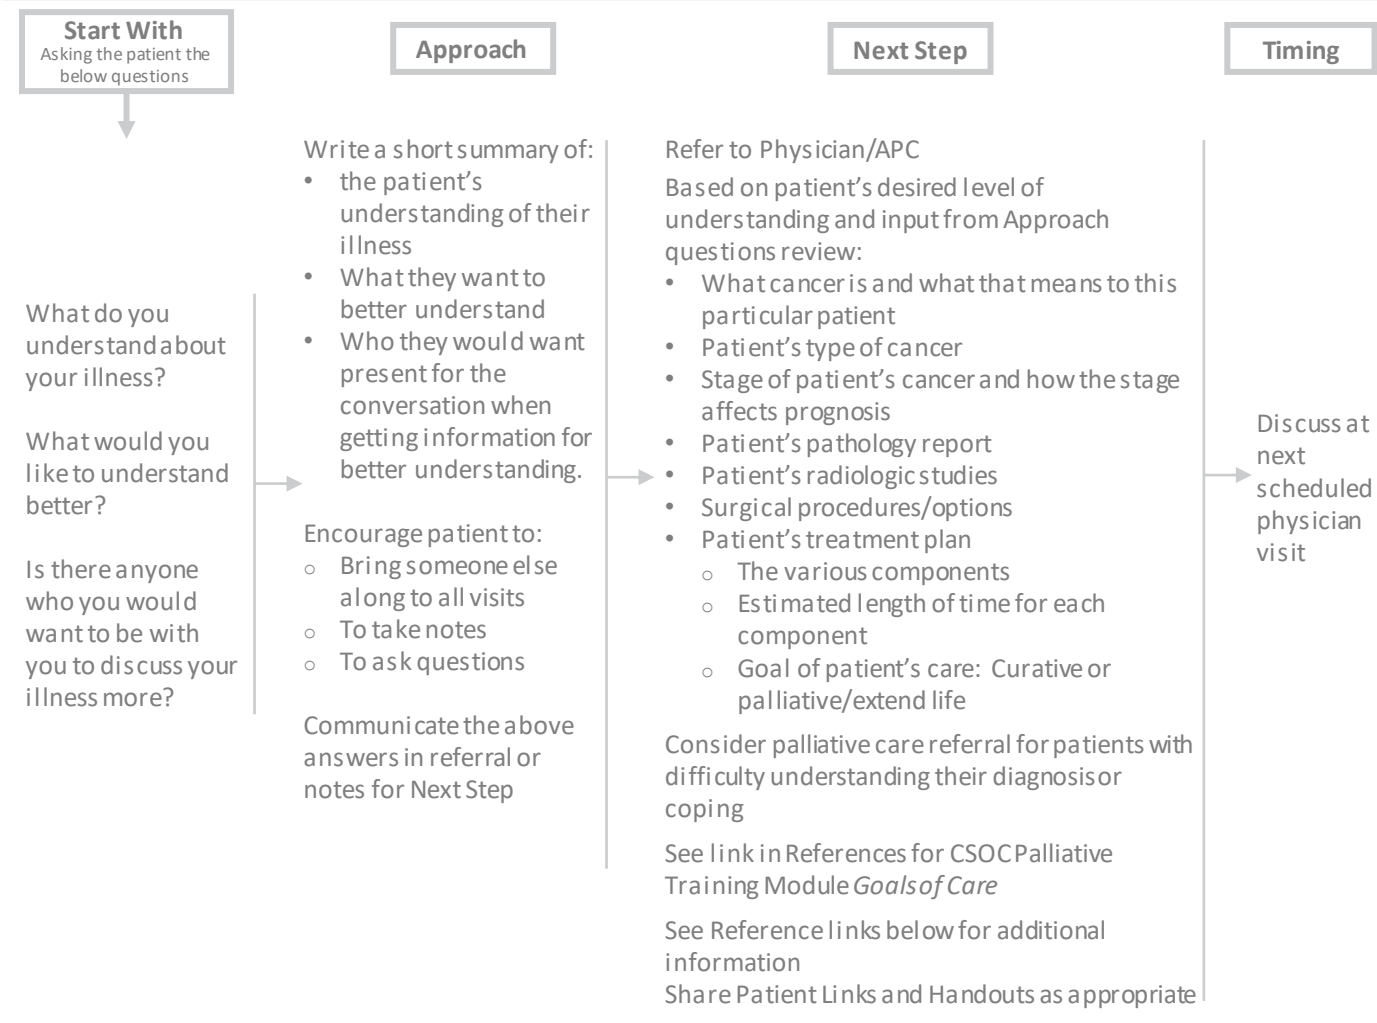 Start With
Asking the patient the
below questions
What do you
understand about
your illness?
What would you
like to understand
better?
Is there anyone
who you would
want to be with
you to discuss your
illness more?
Approach
Write a short summary of:
• the patient's
understanding of their
illness
• What they want to
better understand
• Who they would want
present for the
conversation when
getting information for
better understanding.
Encourage patient to:
○ Bring someone else
along to all visits
○ To take notes
○ To ask questions
Communicate the above
answers in referral or
notes for Next Step
Next Step
Refer to Physician/APC
Based on patient's desired level of
understanding and input from Approach
questions review:
• What cancer is and what that means to this
particular patient
• Patient's type of cancer
• Stage of patient's cancer and how the stage
affects prognosis
• Patient's pathology report
• Patient's radiologic studies
• Surgical procedures/options
• Patient's treatment plan
○ The various components
○ Estimated length of time for each
component
○ Goal of patient's care: Curative or
palliative/extend life
Consider palliative care referral for patients with
difficulty understanding their diagnosis or
coping
See link in References for CSOC Palliative
Training Module Goals of Care
See Reference links below for additional
information
Share Patient Links and Handouts as appropriate
Timing
Discuss at
next
scheduled
physician
visit